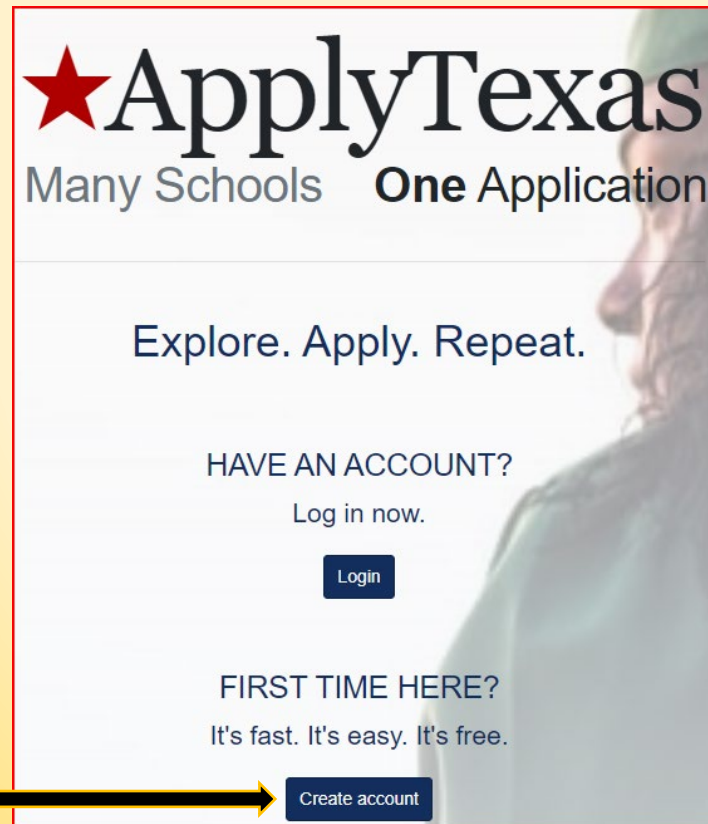 ApplyTexas
Many Schools One Application
Explore. Apply. Repeat.
HAVE AN ACCOUNT?
Log in now.
Login
FIRST TIME HERE?
It's fast. It's easy. It's free.
Create account